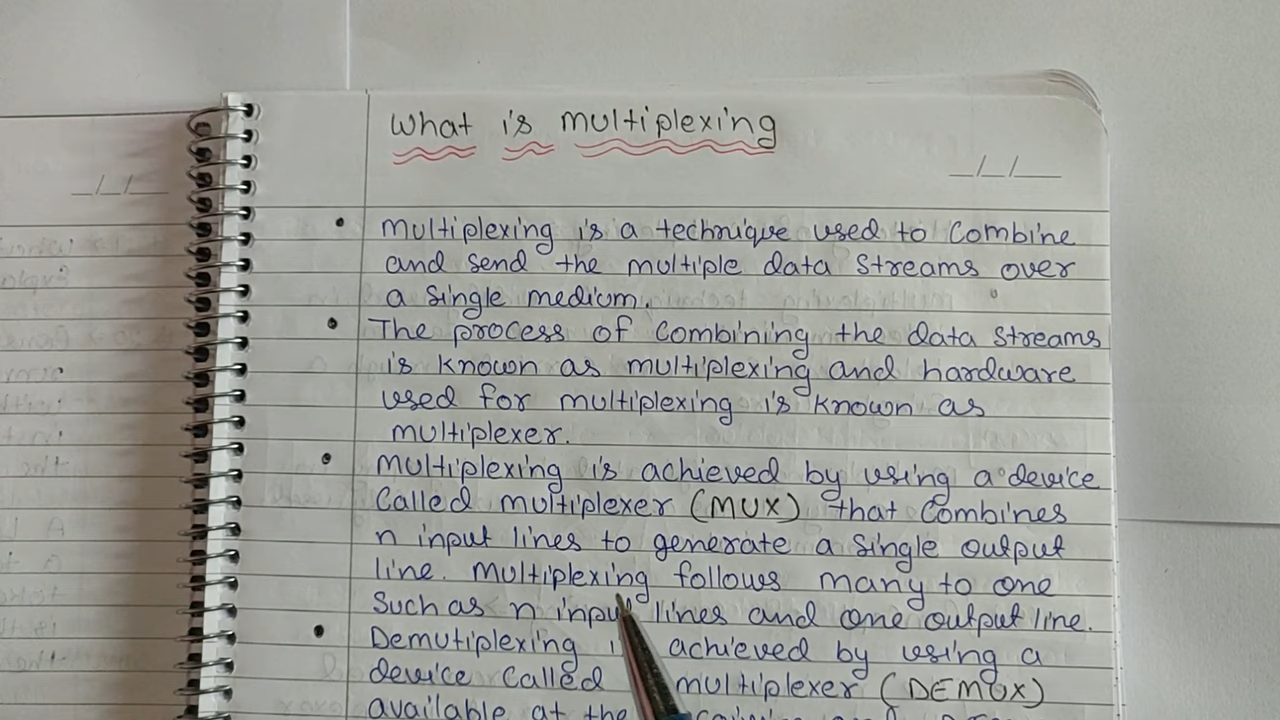 What is multiplexing
_/_/__
_/_/__
• Multiplexing is a technique used to combine
and send the multiple data streams over
a single medium.
• The process of combining the data streams
is known as multiplexing and hardware
used for multiplexing is known as
multiplexer.
• Multiplexing is achieved by using a device
called multiplexer (MUX) that combines
n input lines to generate a single output
line. Multiplexing follows many to one
such as n input lines and one output line.
• Demutiplexing achieved by using a
device called multiplexer (DEMUX)
available at the